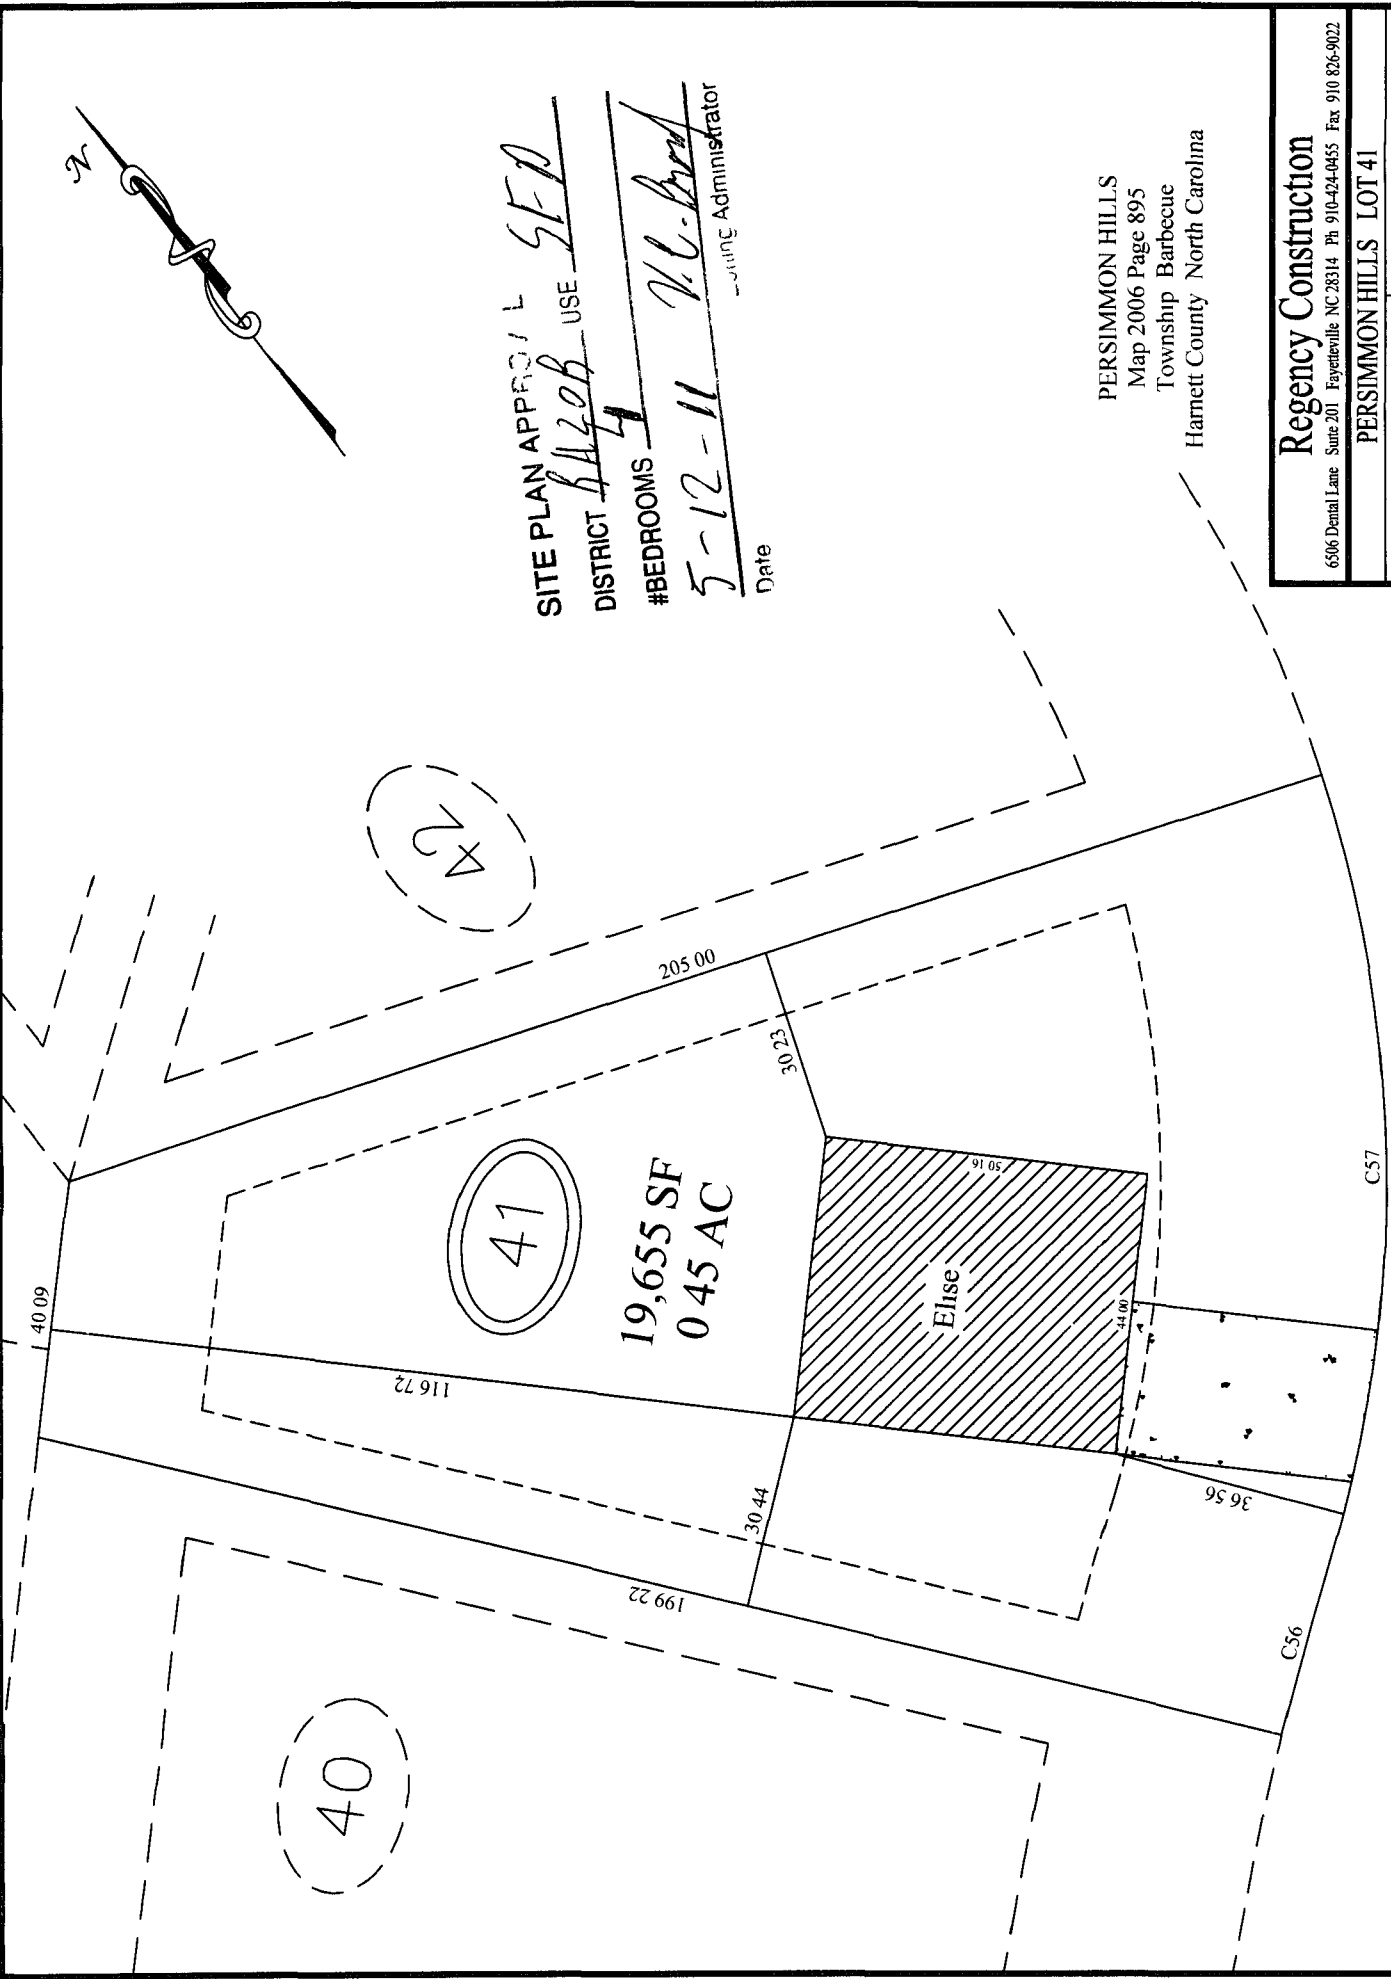 N
SITE PLAN APPROVAL
DISTRICT RA20R USE SFD
#BEDROOMS 4
5-12-11
Date
Zoning Administrator
PERSIMMON HILLS
Map 2006 Page 895
Township Barbecue
Harnett County North Carolina
Regency Construction
6506 Dental Lane Suite 201 Fayetteville NC 28314 Ph 910-424-0455 Fax 910 826-9022
PERSIMMON HILLS LOT 41
42
205 00
30 23
40 09
41
19,655 SF
0 45 AC
116 72
50 16
Elise
44 00
C57
30 44
36 56
199 22
C56
40